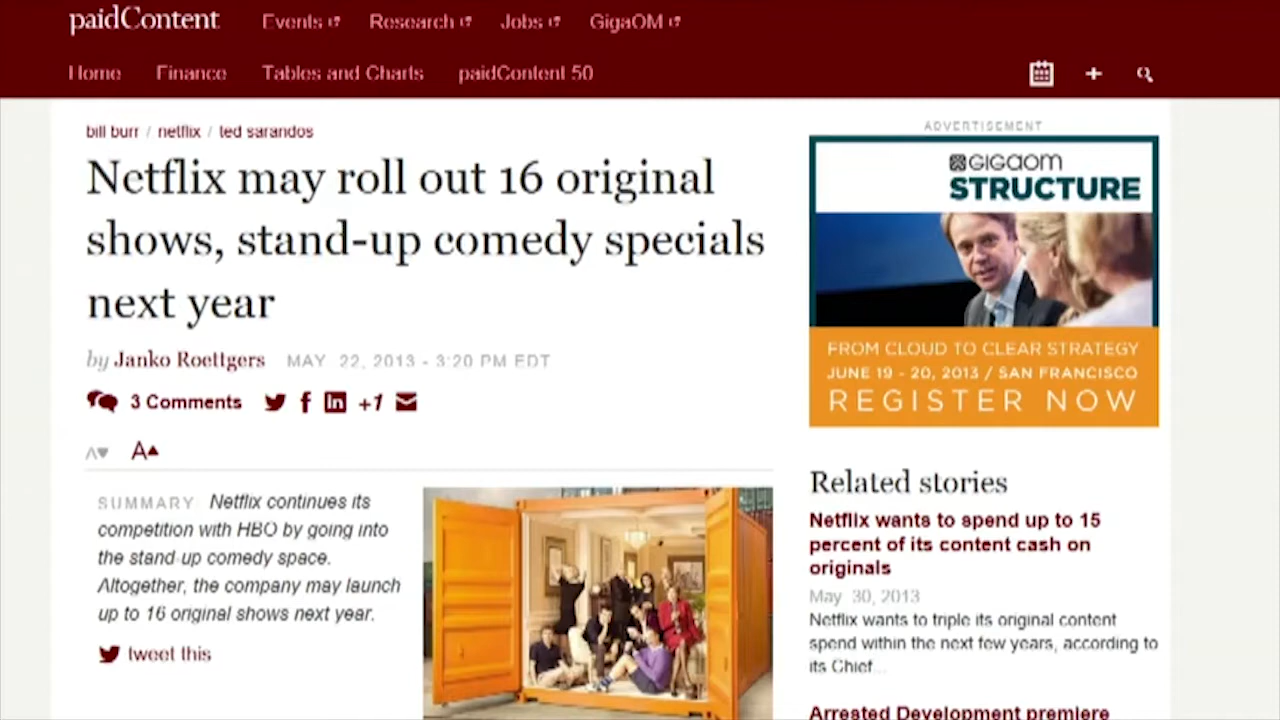 paidContent Events Research Jobs GigaOM
Home Finance Tables and Charts paidContent 50
bill burr / netflix / ted sarandos
Netflix may roll out 16 original
shows, stand-up comedy specials
next year
by Janko Roettgers MAY 22, 2013 - 3:20 PM EDT
3 Comments +1
A A
SUMMARY: Netflix continues its
competition with HBO by going into
the stand-up comedy space.
Altogether, the company may launch
up to 16 original shows next year.
tweet this
ADVERTISEMENT
GIGAOM
STRUCTURE
FROM CLOUD TO CLEAR STRATEGY
JUNE 19 - 20, 2013 / SAN FRANCISCO
REGISTER NOW
Related stories
Netflix wants to spend up to 15
percent of its content cash on
originals
May 30, 2013
Netflix wants to triple its original content
spend within the next few years, according to
its Chief...
Arrested Development premiere